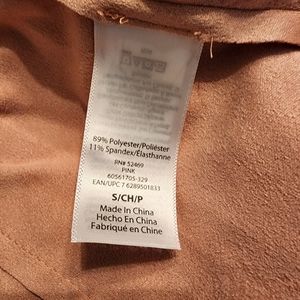 89% Polyester/Poliéster
11% Spandex/Élasthanne
RN# 52469
PINK
60561705-329
EAN/UPC 7 6289501833
S/CH/P
Made In China
Hecho En China
Fabriqué en Chine